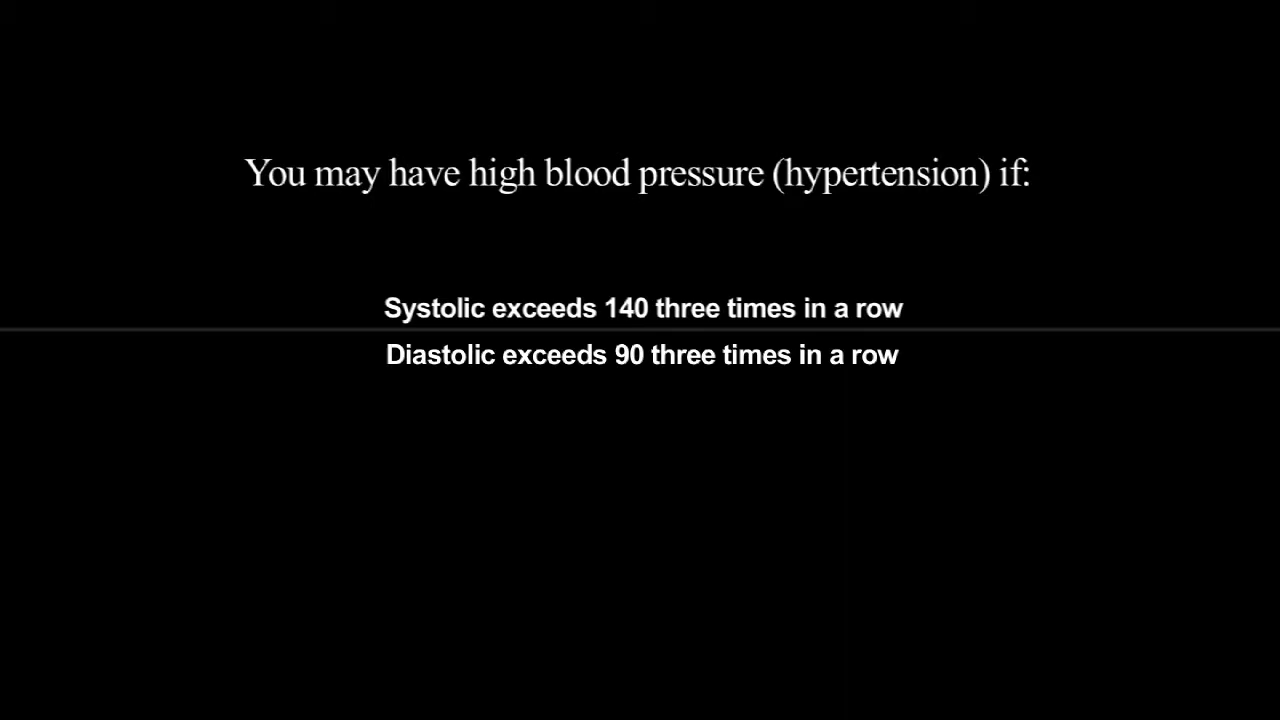 You may have high blood pressure (hypertension) if:
Systolic exceeds 140 three times in a row
Diastolic exceeds 90 three times in a row